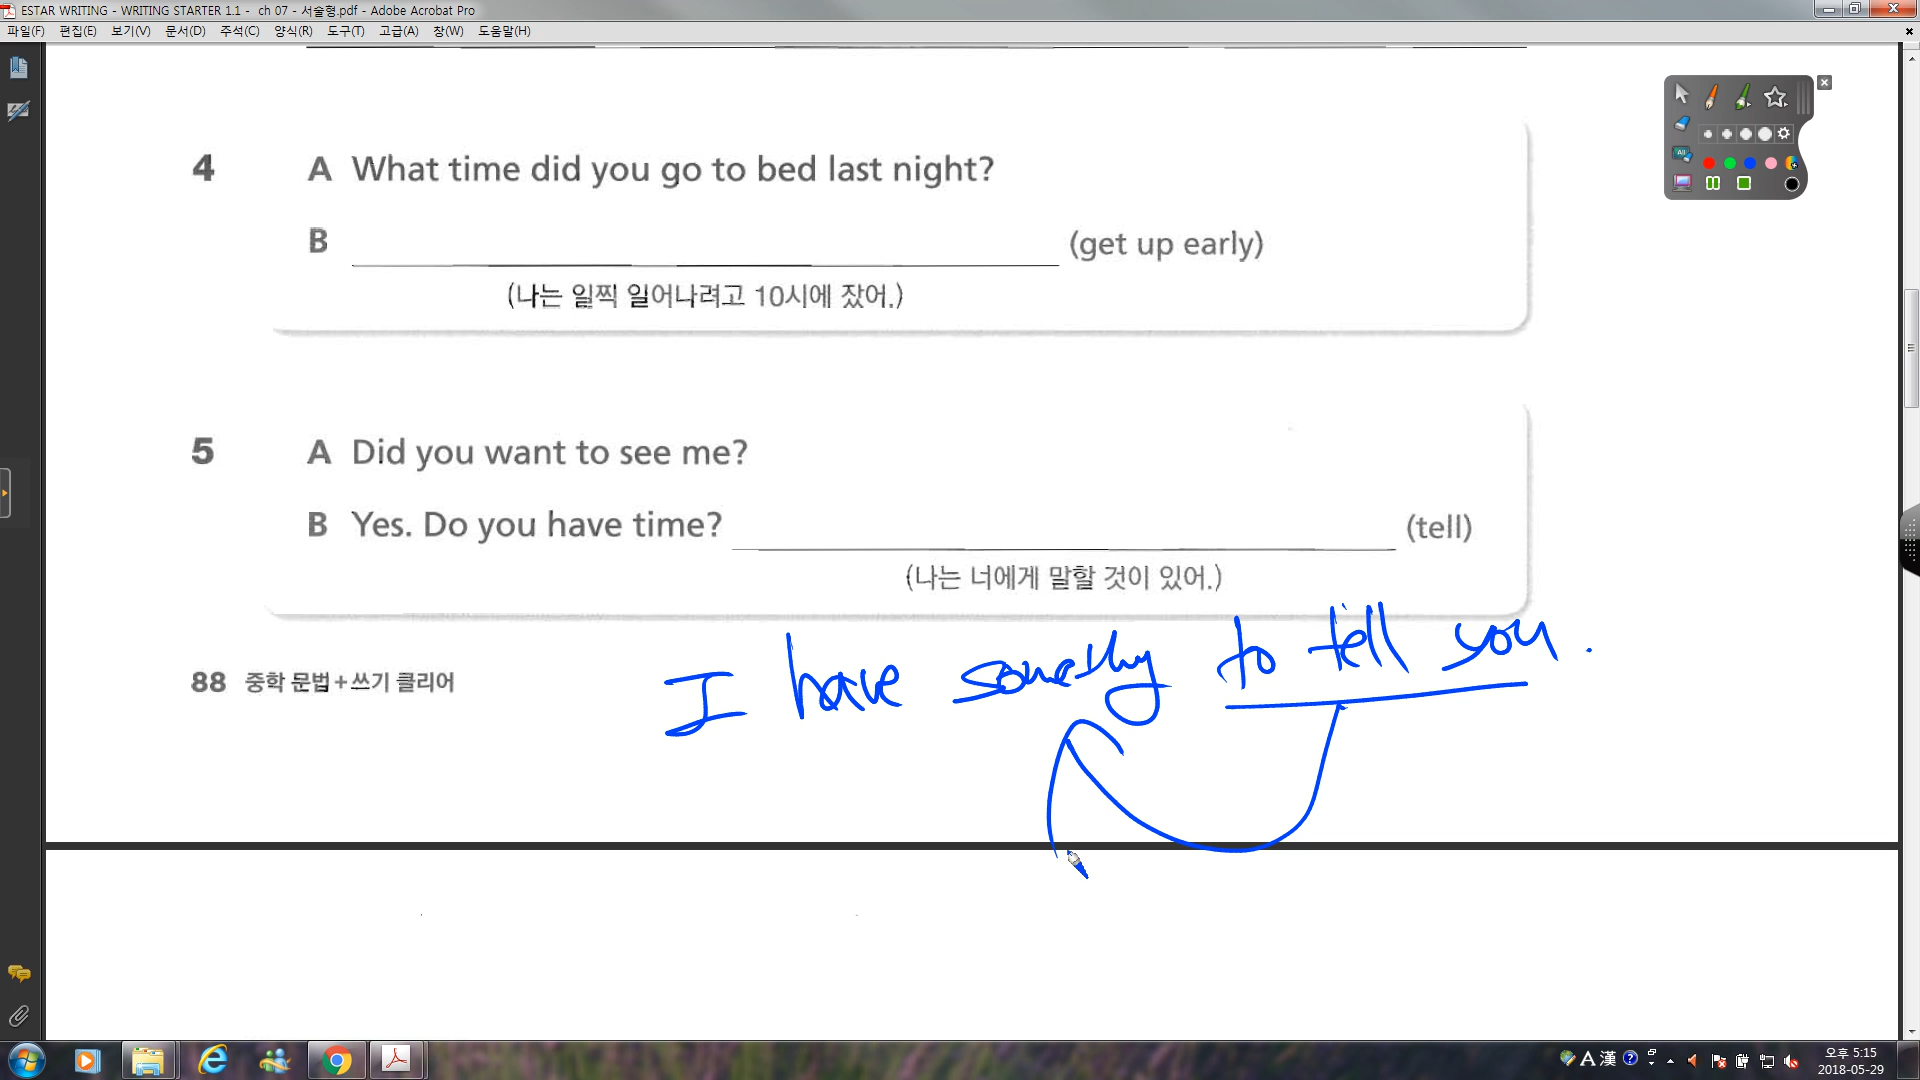 ESTAR WRITING - WRITING STARTER 1.1 - ch 07 - 서술형.pdf - Adobe Acrobat Pro
파일(F) 편집(E) 보기(V) 문서(D) 주석(C) 양식(R) 도구(T) 고급(A) 창(W) 도움말(H)
4 A What time did you go to bed last night?
B (get up early)
(나는 일찍 일어나려고 10시에 잤어.)
5 A Did you want to see me?
B Yes. Do you have time? (tell)
(나는 너에게 말할 것이 있어.)
I have to tell you.
88 중학 문법+쓰기 클리어
A 漢
오후 5:15
2018-05-29